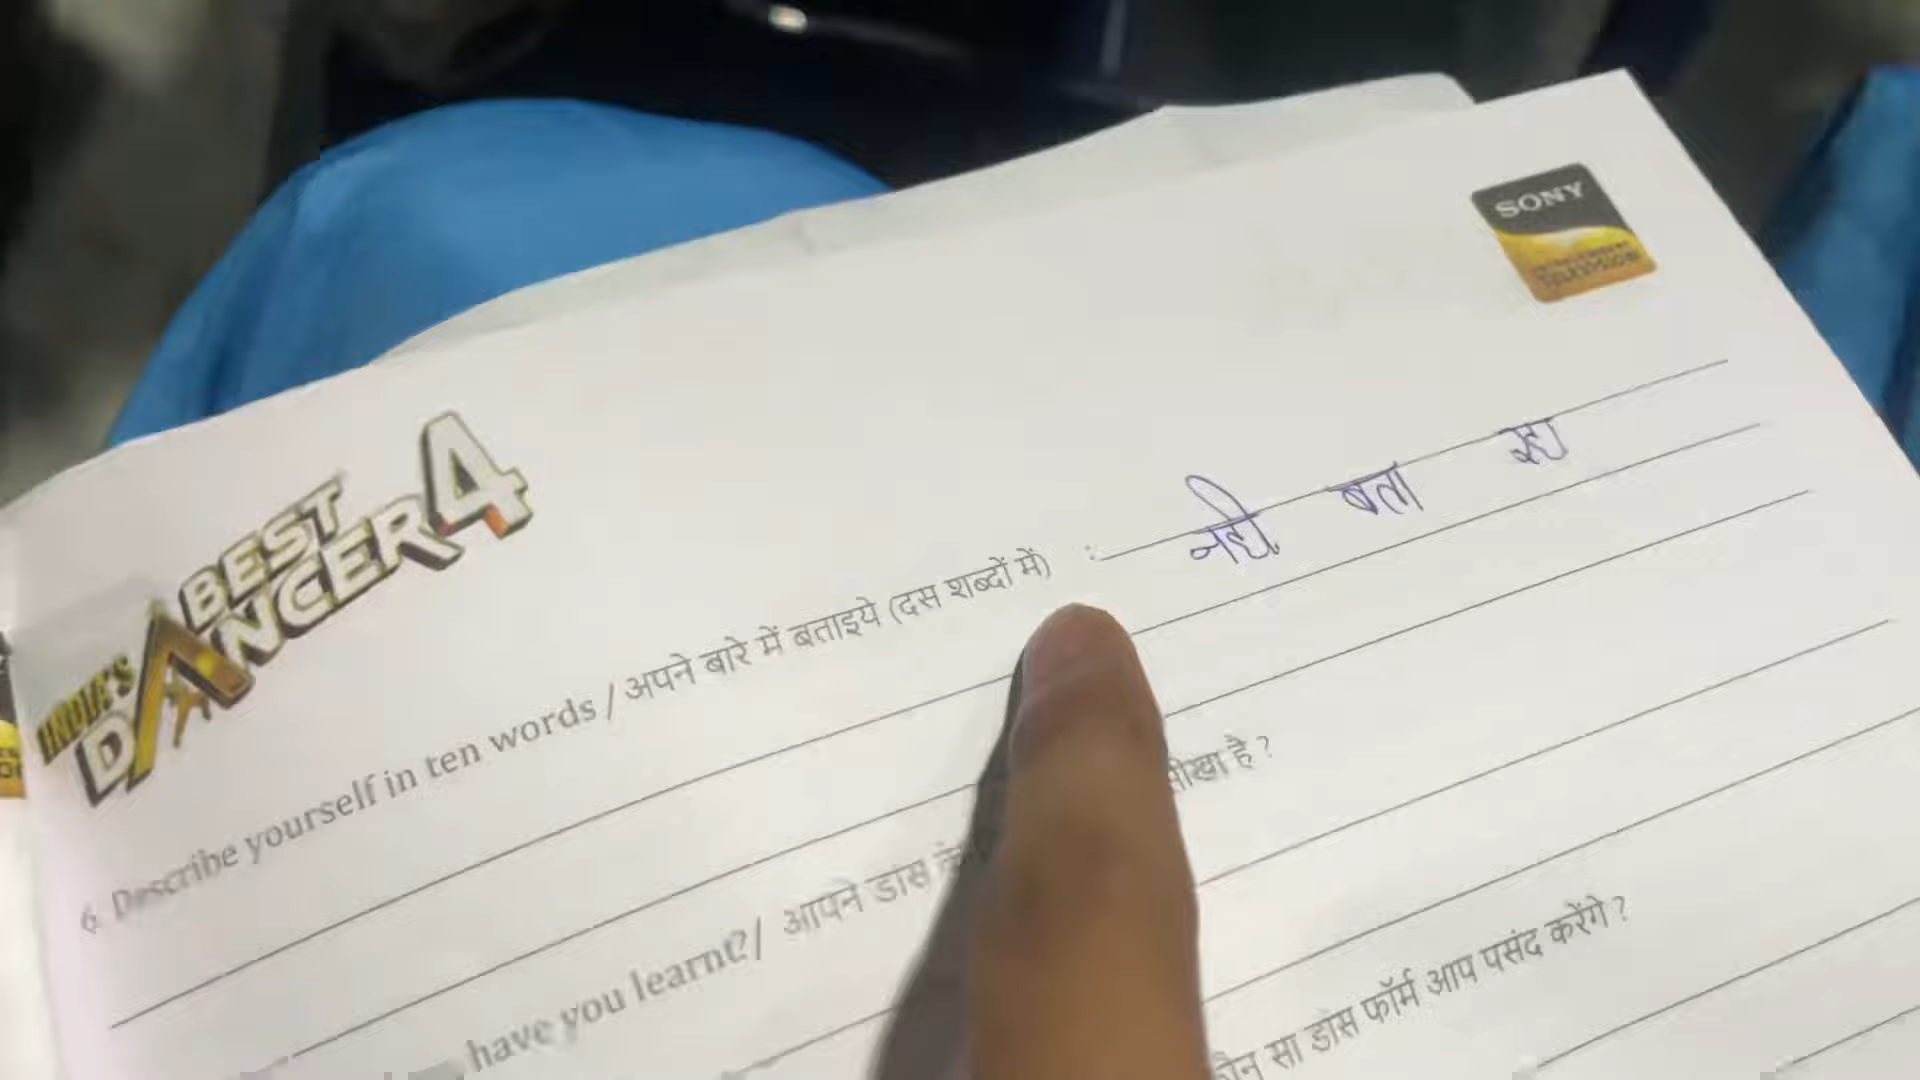 SONY
TELEVISION
INDIA'S
BEST
DANCER 4
6. Describe yourself in ten words / अपने बारे में बताइये (दस शब्दों में) :- नही बता रहा
have you learnt? / आपने डांस
सीखा है ?
कौन सा डांस फॉर्म आप पसंद करेंगे ?